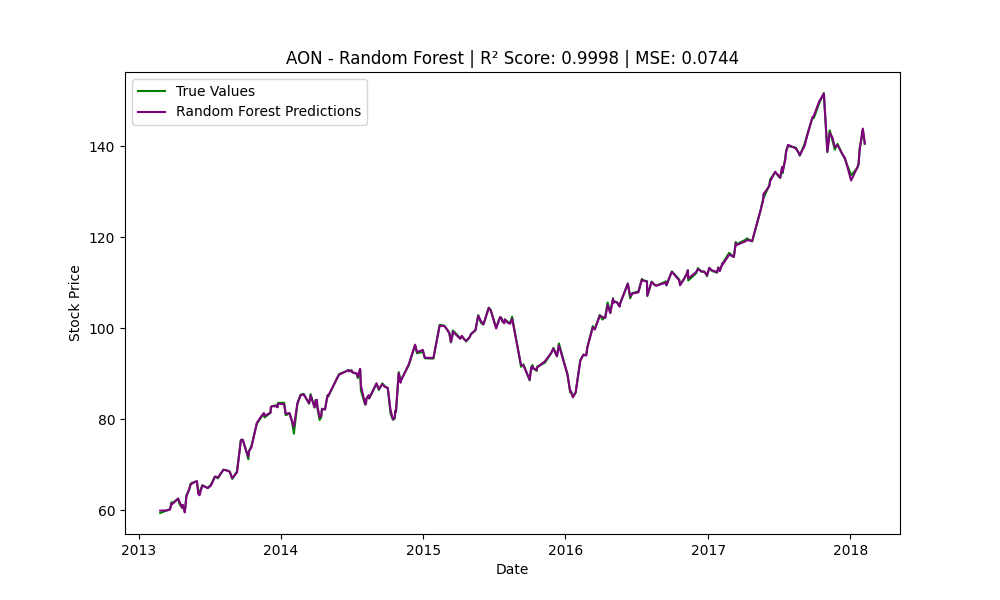 AON - Random Forest | R² Score: 0.9998 | MSE: 0.0744
True Values
Random Forest Predictions
Stock Price
140
120
100
80
60
2013
2014
2015
2016
2017
2018
Date